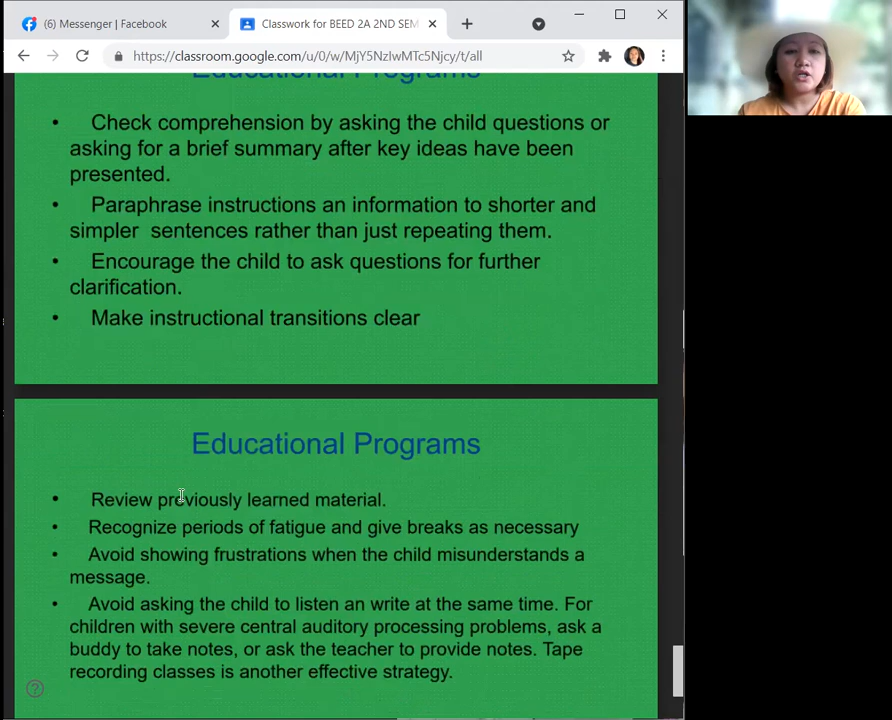 (6) Messenger | Facebook
Classwork for BEED 2A 2ND SEM
https://classroom.google.com/u/0/w/MjY5NzIwMTc5Njcy/t/all
Educational Programs
• Check comprehension by asking the child questions or
asking for a brief summary after key ideas have been
presented.
• Paraphrase instructions an information to shorter and
simpler sentences rather than just repeating them.
• Encourage the child to ask questions for further
clarification.
• Make instructional transitions clear
Educational Programs
• Review previously learned material.
• Recognize periods of fatigue and give breaks as necessary
• Avoid showing frustrations when the child misunderstands a
message.
• Avoid asking the child to listen an write at the same time. For
children with severe central auditory processing problems, ask a
buddy to take notes, or ask the teacher to provide notes. Tape
recording classes is another effective strategy.